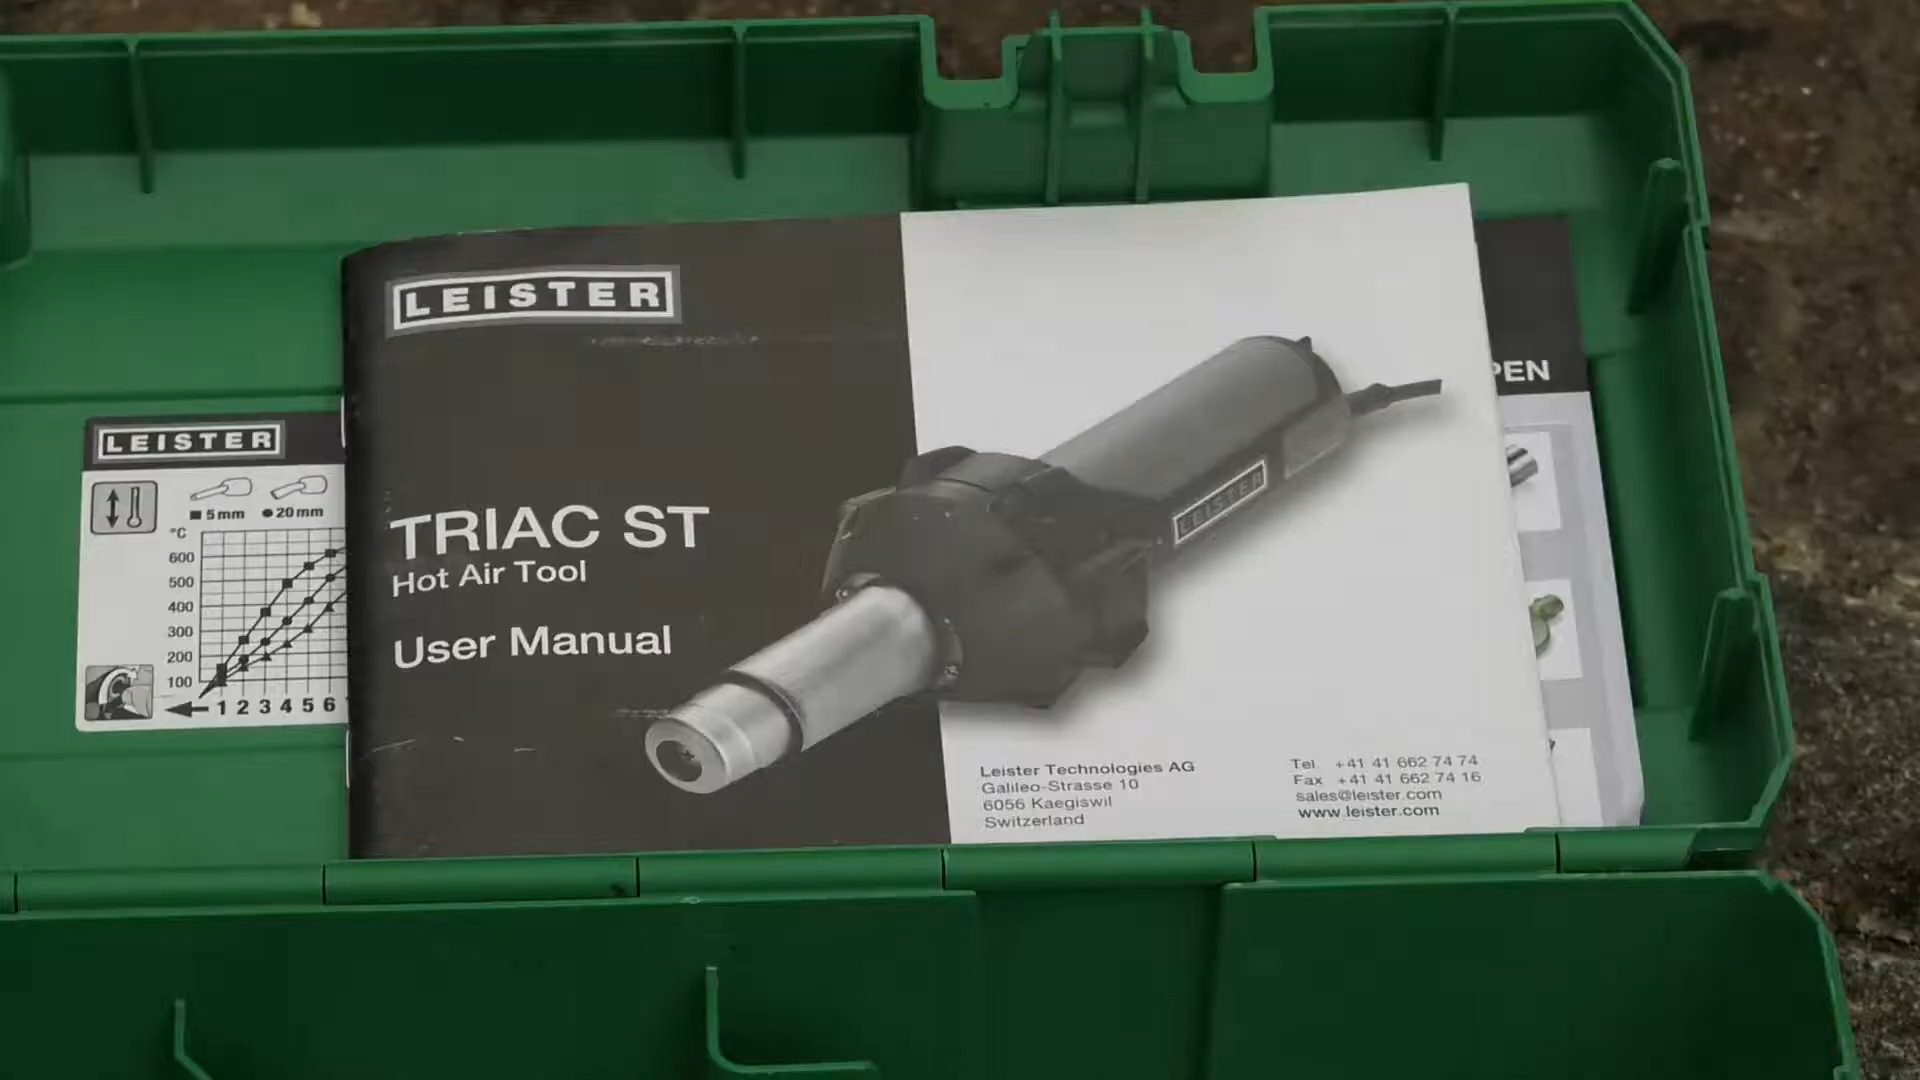 LEISTER
TRIAC ST
Hot Air Tool
User Manual
LEISTER
Leister Technologies AG
Galileo-Strasse 10
6056 Kaegiswil
Switzerland
Tel +41 41 662 74 74
Fax +41 41 662 74 16
sales@leister.com
www.leister.com
LEISTER
5mm 20mm
°C
600
500
400
300
200
100
1 2 3 4 5 6
PEN